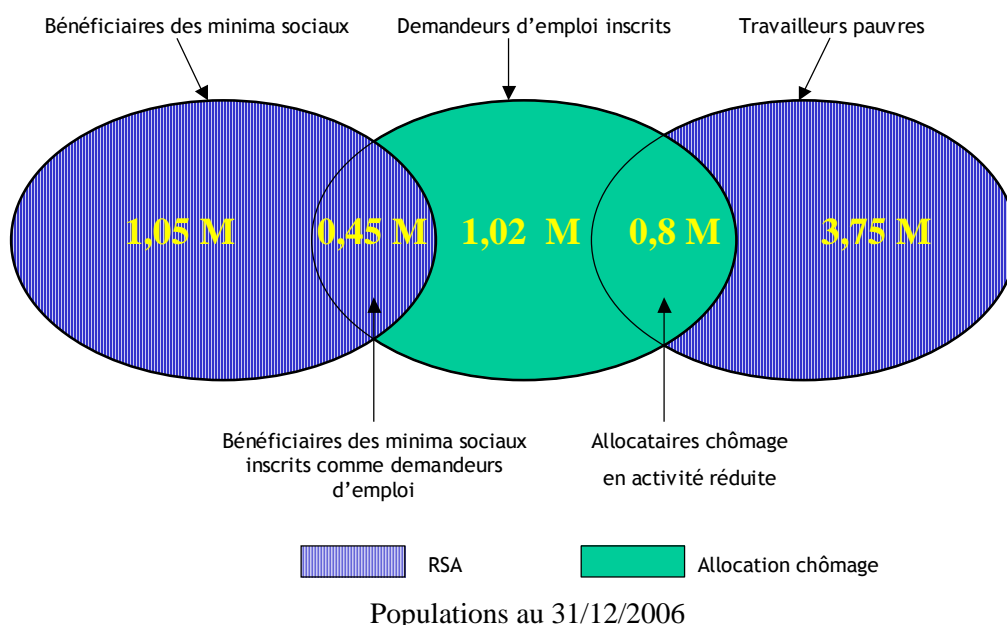 Bénéficiaires des minima sociaux
Demandeurs d’emploi inscrits
Travailleurs pauvres
1,05 M
0,45 M
1,02 M
0,8 M
3,75 M
Bénéficiaires des minima sociaux
inscrits comme demandeurs
d’emploi
Allocataires chômage
en activité réduite
RSA
Allocation chômage
Populations au 31/12/2006